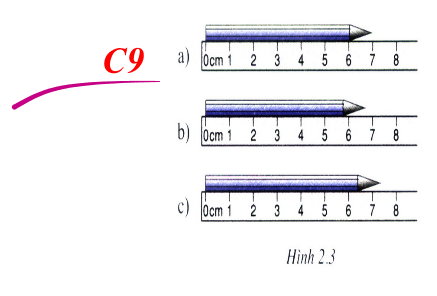 C9
a)
0cm 1 2 3 4 5 6 7 8
b)
0cm 1 2 3 4 5 6 7 8
c)
0cm 1 2 3 4 5 6 7 8
Hình 2.3